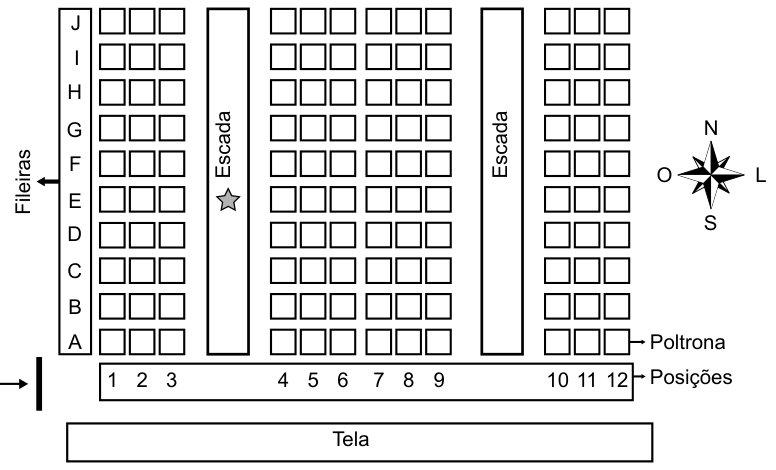 J
I
H
G
F
E
D
C
B
A
Fileiras
Escada
Escada
N
O L
S
Poltrona
1 2 3 4 5 6 7 8 9 10 11 12
Posições
Tela